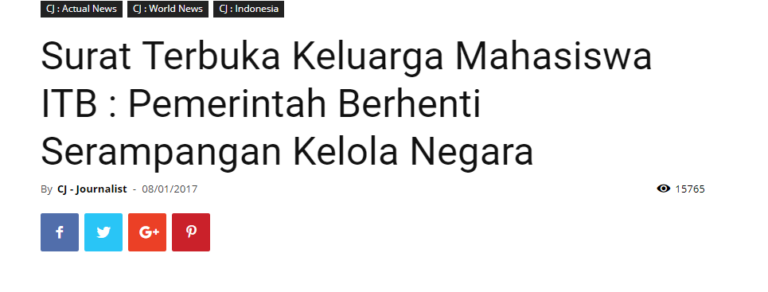 CJ : Actual News CJ : World News CJ : Indonesia
Surat Terbuka Keluarga Mahasiswa
ITB : Pemerintah Berhenti
Serampangan Kelola Negara
By CJ - Journalist - 08/01/2017 15765
f G+